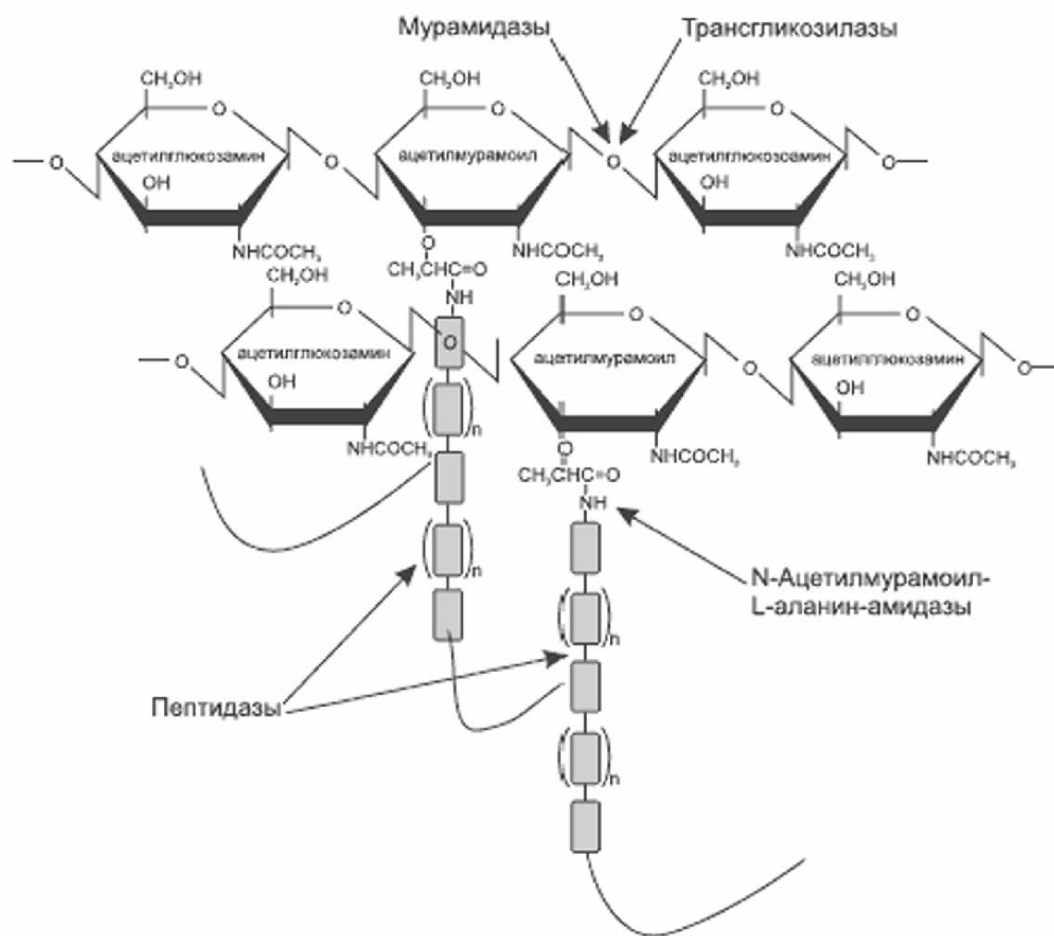 Мурамидазы Трансгликозилазы
CH₂OH CH₂OH CH₂OH
O O O
ацетилглюкозамин ацетилмурамоил ацетилглюкозоамин
O O O O
OH OH
O
NHCOCH₃ NHCOCH₃ NHCOCH₃
CH₃CHC=O
CH₂OH CH₂OH CH₂OH
NH
O O O
O
ацетилглюкозамин ацетилмурамоил ацетилглюкозамин
O O O
OH OH
n
NHCOCH₃ O NHCOCH₃ NHCOCH₃
CH₃CHC=O
NH
n
N-Ацетилмурамоил-
L-аланин-амидазы
n
Пептидазы
n